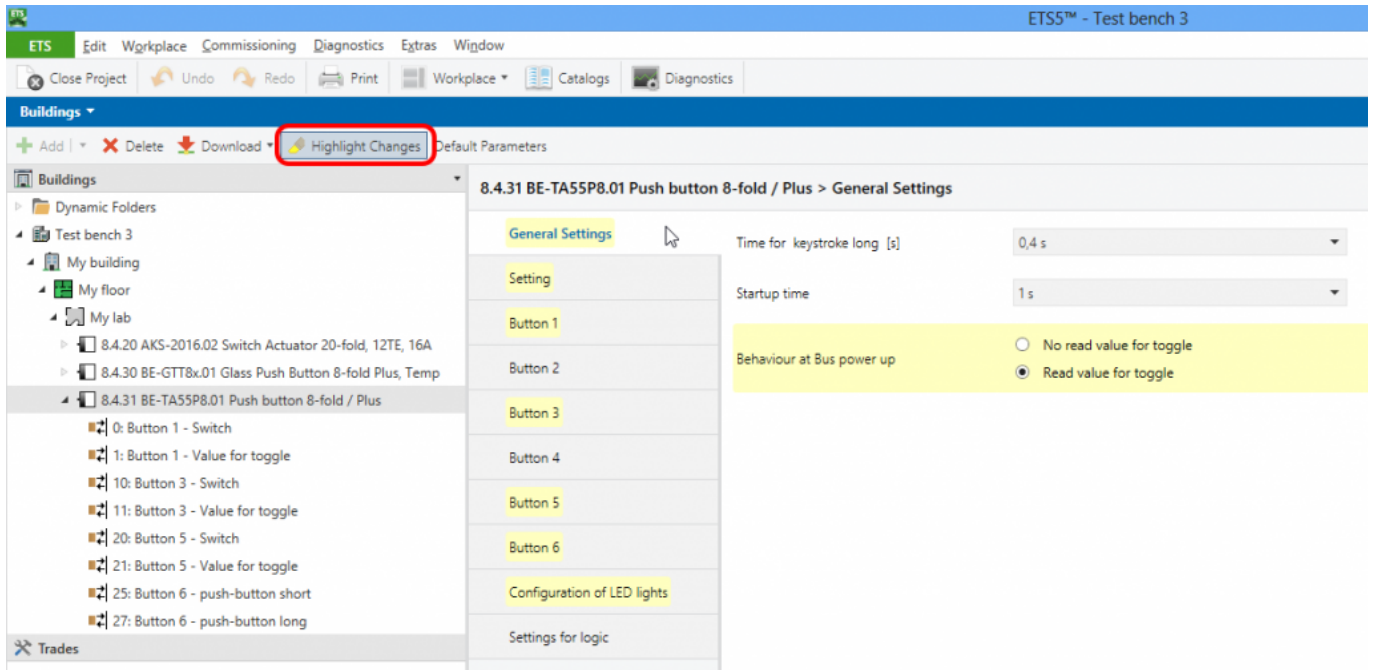 ETS
ETS5™ - Test bench 3
ETS Edit Workplace Commissioning Diagnostics Extras Window
Close Project Undo Redo Print Workplace Catalogs Diagnostics
Buildings
Add Delete Download Highlight Changes Default Parameters
Buildings
Dynamic Folders
Test bench 3
My building
My floor
My lab
8.4.20 AKS-2016.02 Switch Actuator 20-fold, 12TE, 16A
8.4.30 BE-GTT8x.01 Glass Push Button 8-fold Plus, Temp
8.4.31 BE-TA55P8.01 Push button 8-fold / Plus
0: Button 1 - Switch
1: Button 1 - Value for toggle
10: Button 3 - Switch
11: Button 3 - Value for toggle
20: Button 5 - Switch
21: Button 5 - Value for toggle
25: Button 6 - push-button short
27: Button 6 - push-button long
Trades
8.4.31 BE-TA55P8.01 Push button 8-fold / Plus > General Settings
General Settings
Setting
Button 1
Button 2
Button 3
Button 4
Button 5
Button 6
Configuration of LED lights
Settings for logic
Time for keystroke long [s] 0,4 s
Startup time 1 s
Behaviour at Bus power up
No read value for toggle
Read value for toggle